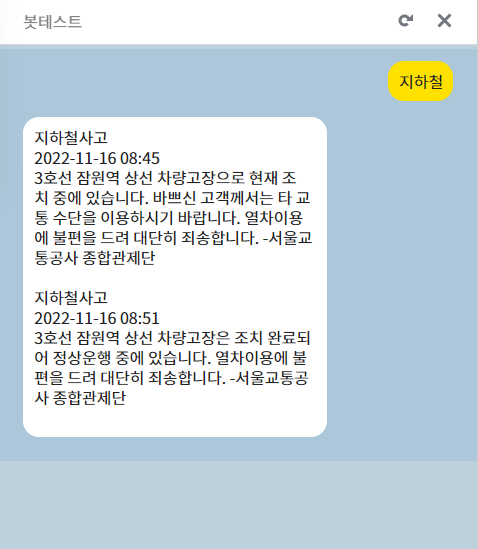 봇테스트
지하철
지하철사고
2022-11-16 08:45
3호선 잠원역 상선 차량고장으로 현재 조
치 중에 있습니다. 바쁘신 고객께서는 타 교
통 수단을 이용하시기 바랍니다. 열차이용
에 불편을 드려 대단히 죄송합니다. -서울교
통공사 종합관제단
지하철사고
2022-11-16 08:51
3호선 잠원역 상선 차량고장은 조치 완료되
어 정상운행 중에 있습니다. 열차이용에 불
편을 드려 대단히 죄송합니다. -서울교통공
사 종합관제단